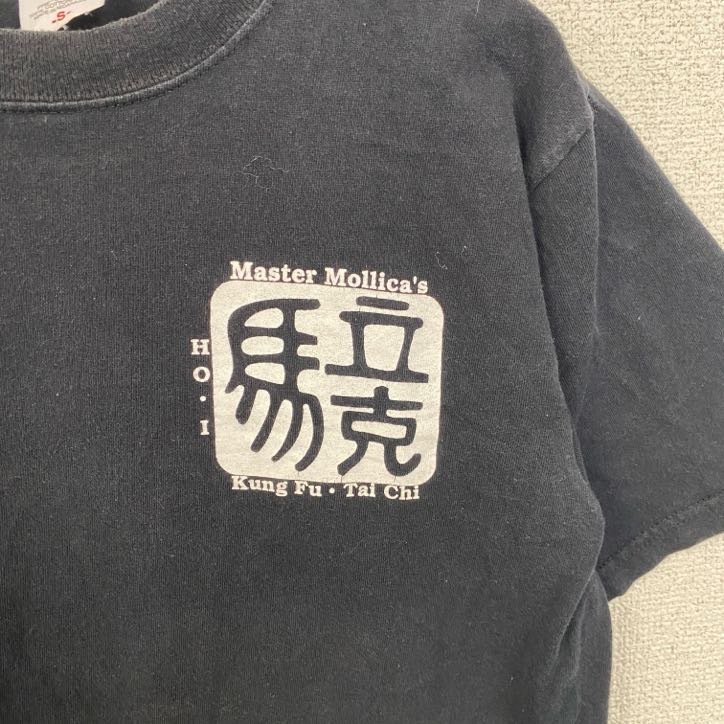 -S-
Master Mollica's
HO·I
馬立克
Kung Fu · Tai Chi